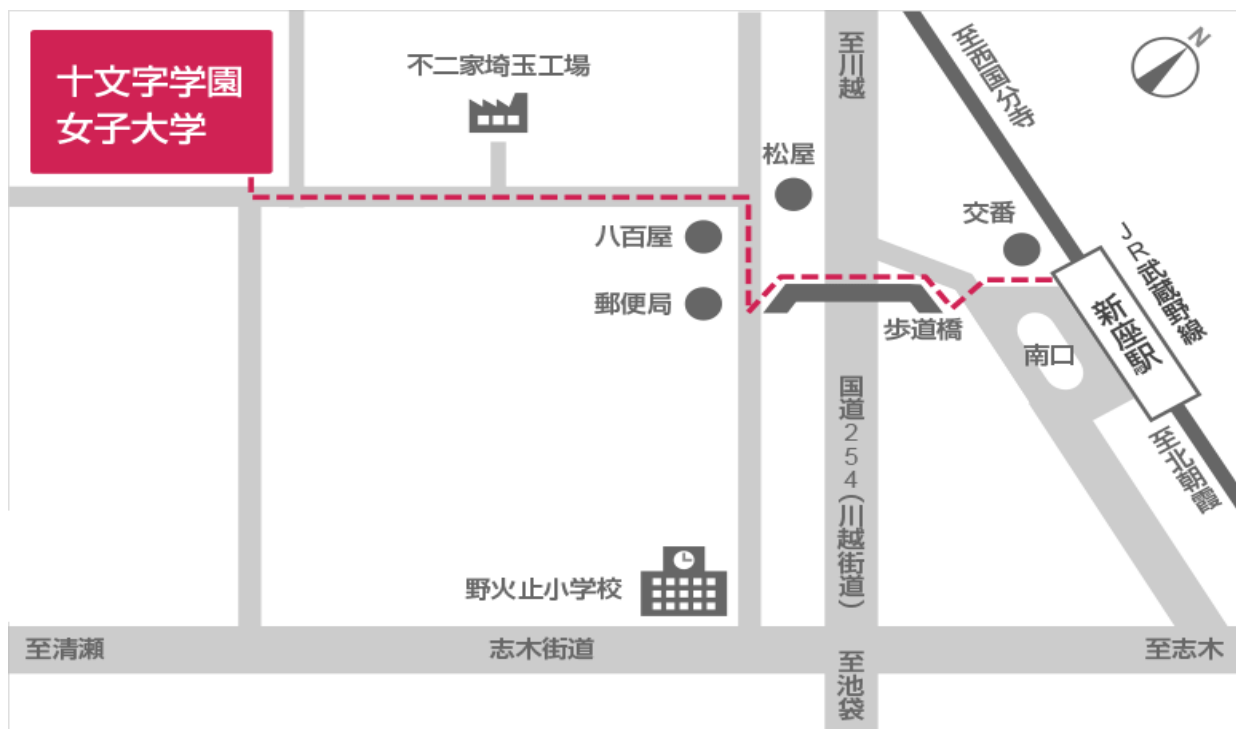 十文字学園
女子大学
不二家埼玉工場
至川越
至西国分寺
N
松屋
交番
八百屋
JR武蔵野線
郵便局
歩道橋
南口
新座駅
国道254(川越街道)
至北朝霞
野火止小学校
至清瀬
志木街道
至池袋
至志木